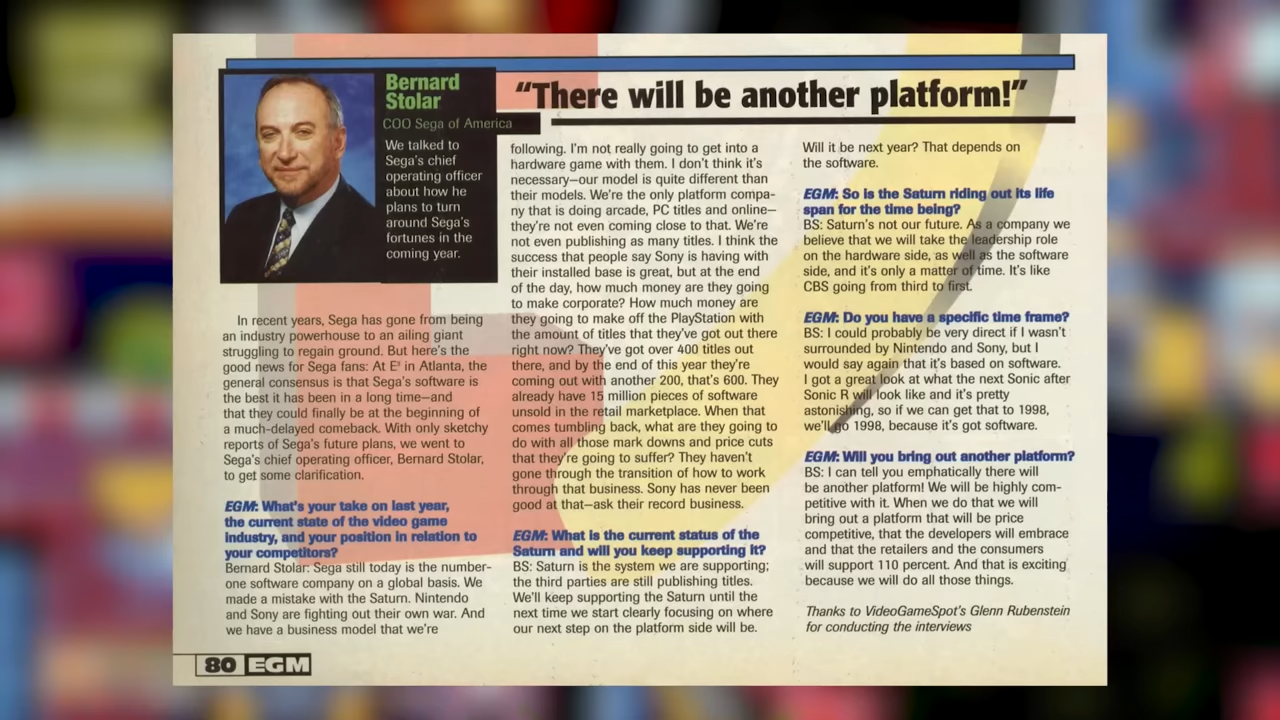 Bernard
Stolar
COO Sega of America
We talked to
Sega's chief
operating officer
about how he
plans to turn
around Sega's
fortunes in the
coming year.
"There will be another platform!"
In recent years, Sega has gone from being
an industry powerhouse to an ailing giant
struggling to regain ground. But here's the
good news for Sega fans: At E³ in Atlanta, the
general consensus is that Sega's software is
the best it has been in a long time—and
that they could finally be at the beginning of
a much-delayed comeback. With only sketchy
reports of Sega's future plans, we went to
Sega's chief operating officer, Bernard Stolar,
to get some clarification.
EGM: What's your take on last year,
the current state of the video game
industry, and your position in relation to
your competitors?
Bernard Stolar: Sega still today is the number-
one software company on a global basis. We
made a mistake with the Saturn. Nintendo
and Sony are fighting out their own war. And
we have a business model that we're
following. I'm not really going to get into a
hardware game with them. I don't think it's
necessary—our model is quite different than
their models. We're the only platform compa-
ny that is doing arcade, PC titles and online—
they're not even coming close to that. We're
not even publishing as many titles. I think the
success that people say Sony is having with
their installed base is great, but at the end
of the day, how much money are they going
to make corporate? How much money are
they going to make off the PlayStation with
the amount of titles that they've got out there
right now? They've got over 400 titles out
there, and by the end of this year they're
coming out with another 200, that's 600. They
already have 15 million pieces of software
unsold in the retail marketplace. When that
comes tumbling back, what are they going to
do with all those mark downs and price cuts
that they're going to suffer? They haven't
gone through the transition of how to work
through that business. Sony has never been
good at that—ask their record business.
EGM: What is the current status of the
Saturn and will you keep supporting it?
BS: Saturn is the system we are supporting;
the third parties are still publishing titles.
We'll keep supporting the Saturn until the
next time we start clearly focusing on where
our next step on the platform side will be.
Will it be next year? That depends on
the software.
EGM: So is the Saturn riding out its life
span for the time being?
BS: Saturn's not our future. As a company we
believe that we will take the leadership role
on the hardware side, as well as the software
side, and it's only a matter of time. It's like
CBS going from third to first.
EGM: Do you have a specific time frame?
BS: I could probably be very direct if I wasn't
surrounded by Nintendo and Sony, but I
would say again that it's based on software.
I got a great look at what the next Sonic after
Sonic R will look like and it's pretty
astonishing, so if we can get that to 1998,
we'll go 1998, because it's got software.
EGM: Will you bring out another platform?
BS: I can tell you emphatically there will
be another platform! We will be highly com-
petitive with it. When we do that we will
bring out a platform that will be price
competitive, that the developers will embrace
and that the retailers and the consumers
will support 110 percent. And that is exciting
because we will do all those things.
Thanks to VideoGameSpot's Glenn Rubenstein
for conducting the interviews
80 EGM